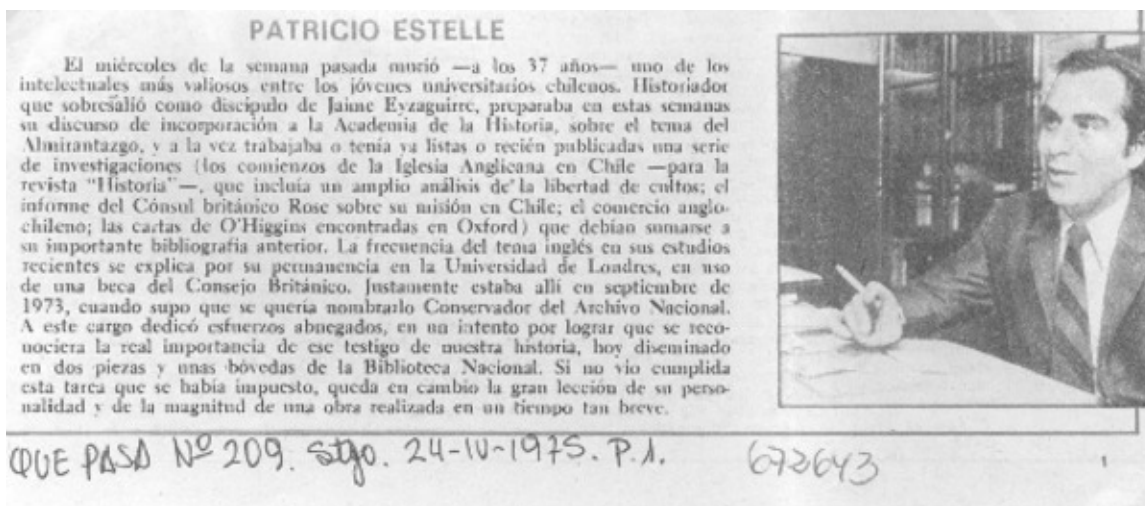 PATRICIO ESTELLE
El miércoles de la semana pasada murió —a los 37 años— uno de los
intelectuales más valiosos entre los jóvenes universitarios chilenos. Historiador
que sobresalió como discípulo de Jaime Eyzaguirre, preparaba en estas semanas
su discurso de incorporación a la Academia de la Historia, sobre el tema del
Almirantazgo, y a la vez trabajaba o tenía ya listas o recién publicadas una serie
de investigaciones (los comienzos de la Iglesia Anglicana en Chile —para la
revista "Historia"—, que incluía un amplio análisis de la libertad de cultos; el
informe del Cónsul británico Rose sobre su misión en Chile; el comercio anglo-
chileno; las cartas de O'Higgins encontradas en Oxford) que debían sumarse a
su importante bibliografía anterior. La frecuencia del tema inglés en sus estudios
recientes se explica por su permanencia en la Universidad de Londres, en uso
de una beca del Consejo Británico. Justamente estaba allí en septiembre de
1973, cuando supo que se quería nombrarlo Conservador del Archivo Nacional.
A este cargo dedicó esfuerzos abnegados, en un intento por lograr que se reco-
nociera la real importancia de ese testigo de nuestra historia, hoy diseminado
en dos piezas y unas bóvedas de la Biblioteca Nacional. Si no vio cumplida
esta tarea que se había impuesto, queda en cambio la gran lección de su perso-
nalidad y de la magnitud de una obra realizada en un tiempo tan breve.
QUE PASA Nº 209. Stgo. 24-IV-1975. P.1. 672643